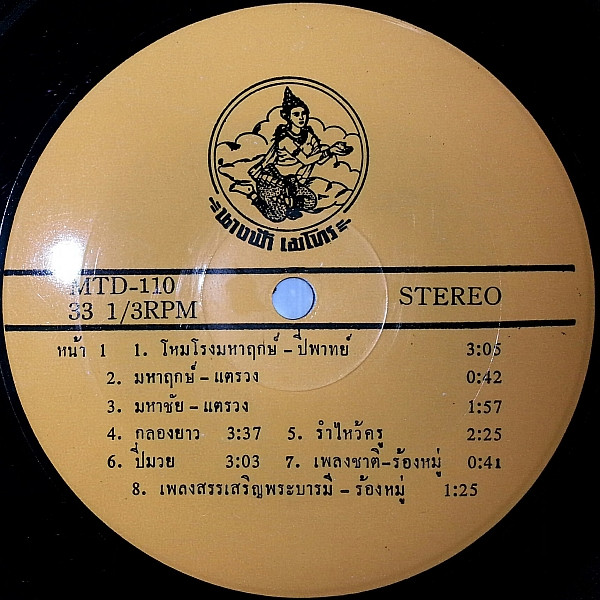 นางฟ้า เมโทร
MTD-110
33 1/3RPM
STEREO
หน้า 1 1. โหมโรงมหาฤกษ์ - ปี่พาทย์ 3:05
2. มหาฤกษ์ - แตรวง 0:42
3. มหาชัย - แตรวง 1:57
4. กลองยาว 3:37 5. รำไหว้ครู 2:25
6. ปี่มวย 3:03 7. เพลงชาติ - ร้องหมู่ 0:41
8. เพลงสรรเสริญพระบารมี - ร้องหมู่ 1:25